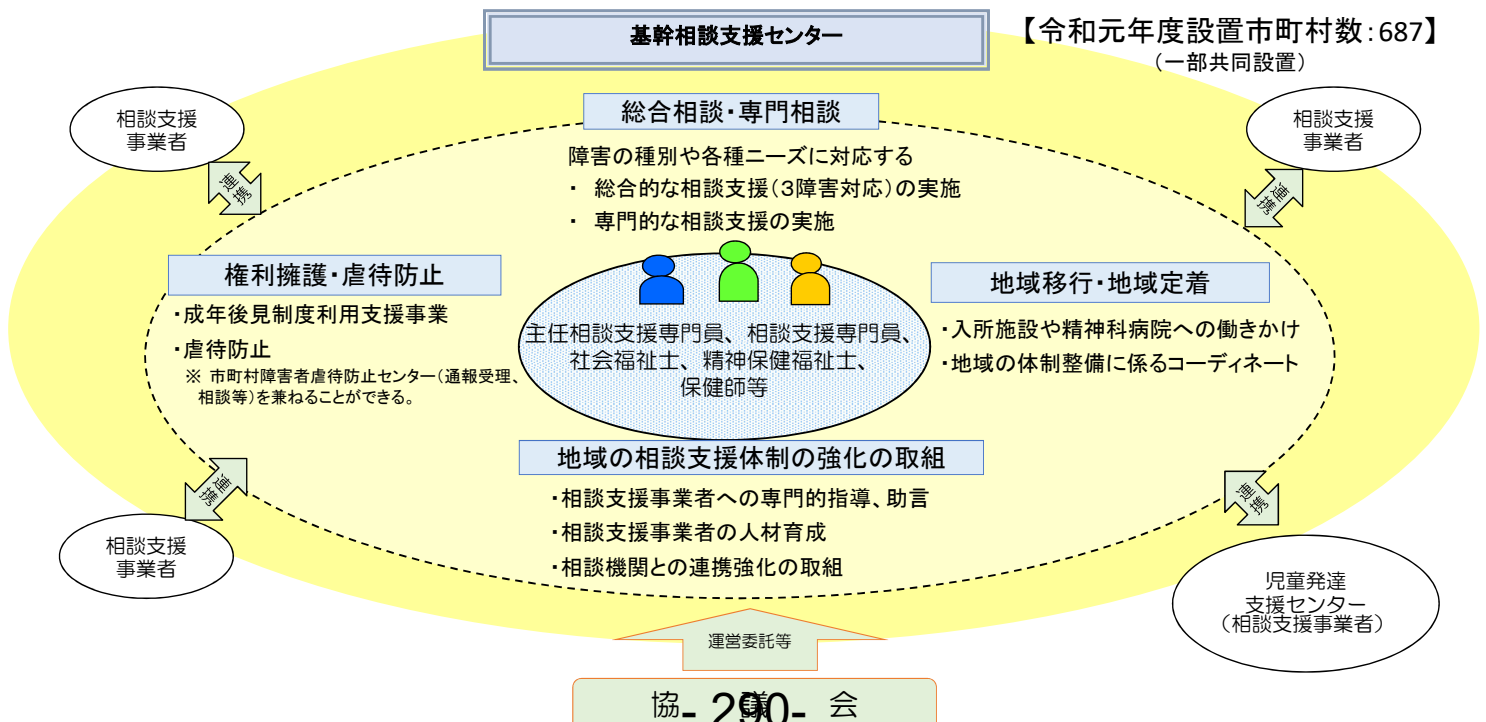 基幹相談支援センター
【令和元年度設置市町村数:687】
(一部共同設置)
相談支援
事業者
連携
相談支援
事業者
連携
総合相談・専門相談
障害の種別や各種ニーズに対応する
・ 総合的な相談支援(3障害対応)の実施
・ 専門的な相談支援の実施
権利擁護・虐待防止
・成年後見制度利用支援事業
・虐待防止
※ 市町村障害者虐待防止センター(通報受理、
相談等)を兼ねることができる。
主任相談支援専門員、相談支援専門員、
社会福祉士、精神保健福祉士、
保健師等
地域移行・地域定着
・入所施設や精神科病院への働きかけ
・地域の体制整備に係るコーディネート
地域の相談支援体制の強化の取組
・相談支援事業者への専門的指導、助言
・相談支援事業者の人材育成
・相談機関との連携強化の取組
連携
相談支援
事業者
連携
児童発達
支援センター
(相談支援事業者)
運営委託等
協 議 会
- 290-